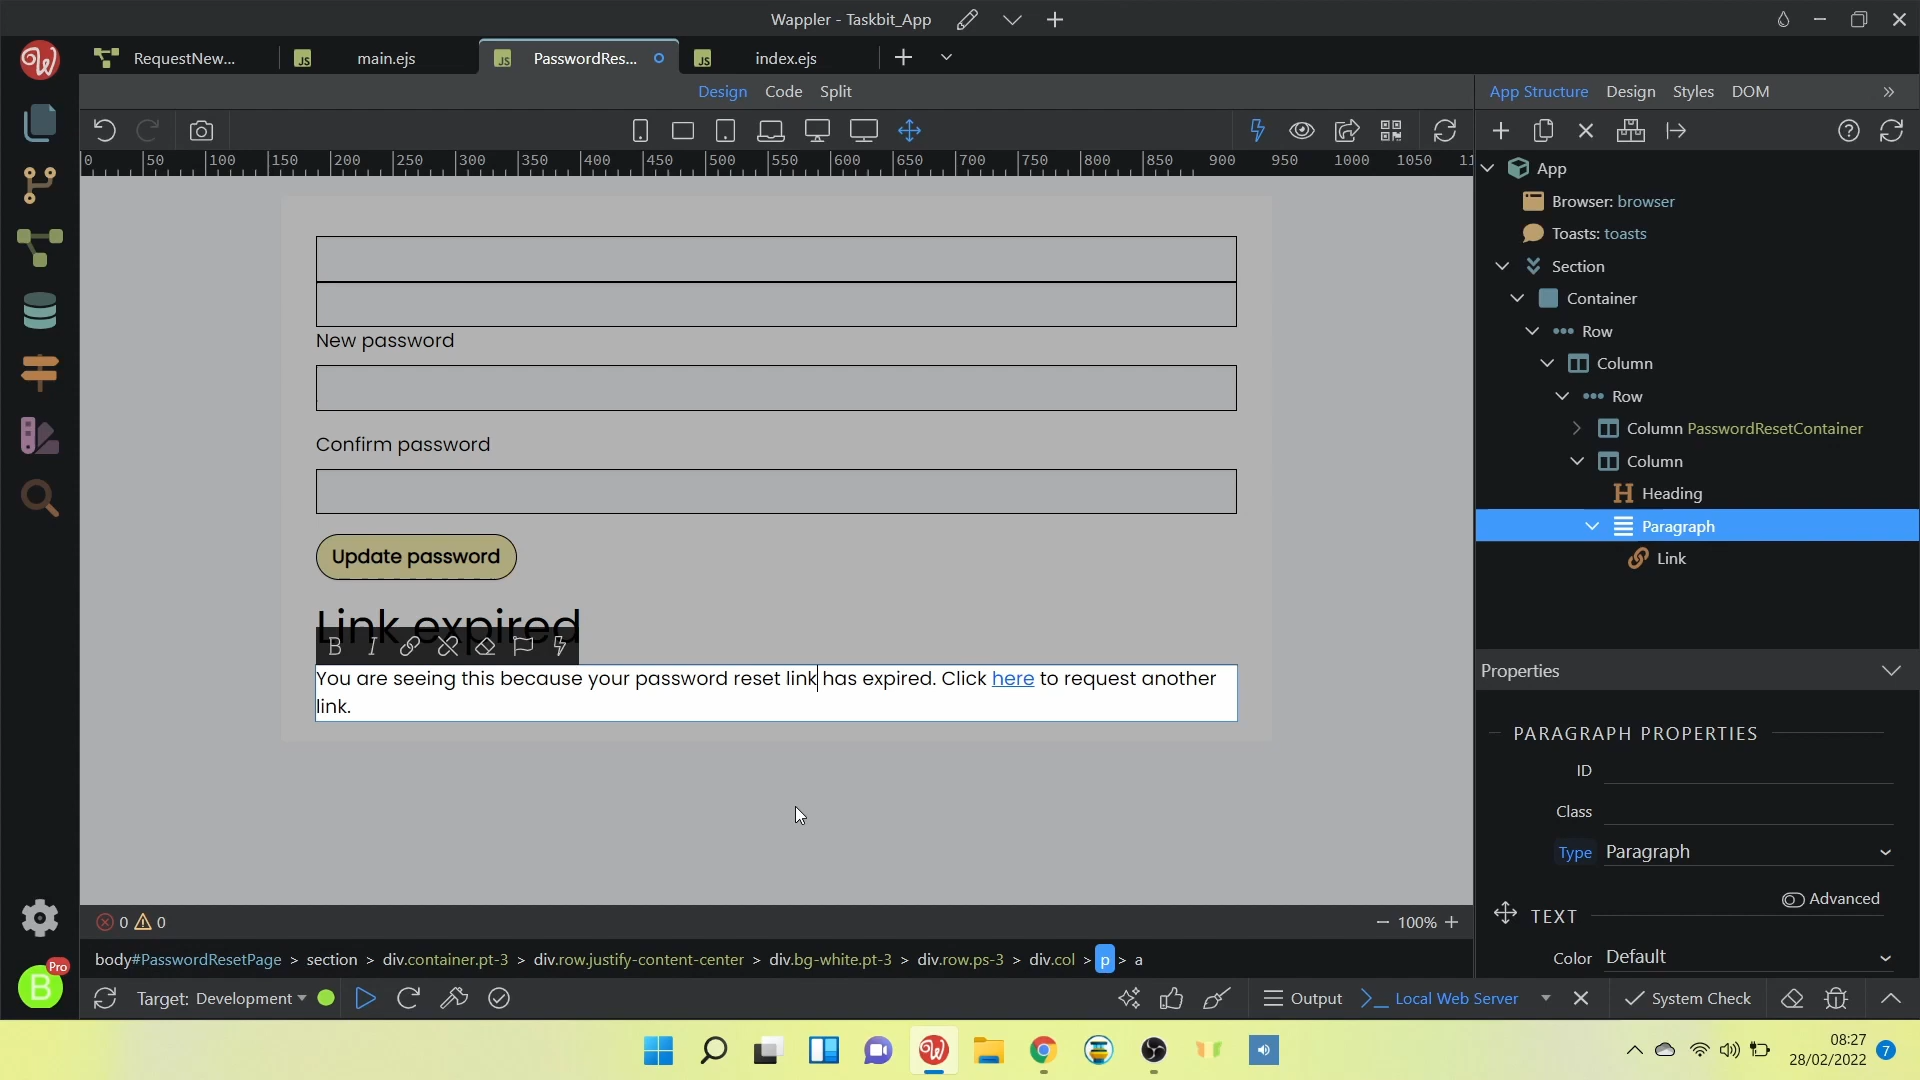 Wappler - Taskbit_App
RequestNew...
JS main.ejs
JS PasswordRes...
JS index.ejs
Design Code Split
App Structure Design Styles DOM
0 50 100 150 200 250 300 350 400 450 500 550 600 650 700 750 800 850 900 950 1000 1050 11
App
Browser: browser
Toasts: toasts
Section
Container
Row
Column
Row
Column PasswordResetContainer
Column
Heading
Paragraph
Link
New password
Confirm password
Update password
Link expired
B I
You are seeing this because your password reset link has expired. Click here to request another
link.
Properties
PARAGRAPH PROPERTIES
ID
Class
Type Paragraph
Advanced
TEXT
Color Default
0 0
100%
body#PasswordResetPage > section > div.container.pt-3 > div.row.justify-content-center > div.bg-white.pt-3 > div.row.ps-3 > div.col > p > a
Pro
B
Target: Development
Output Local Web Server System Check
08:27
28/02/2022
7